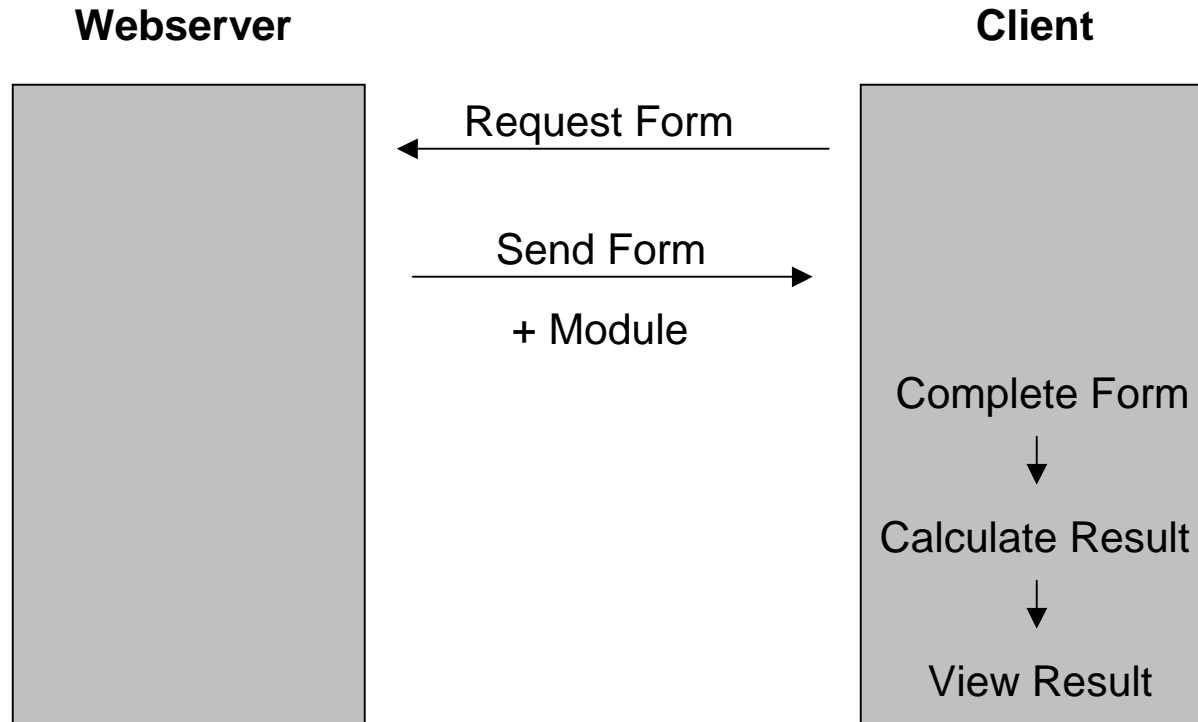 Webserver
Client
Request Form
Send Form
+ Module
Complete Form
Calculate Result
View Result